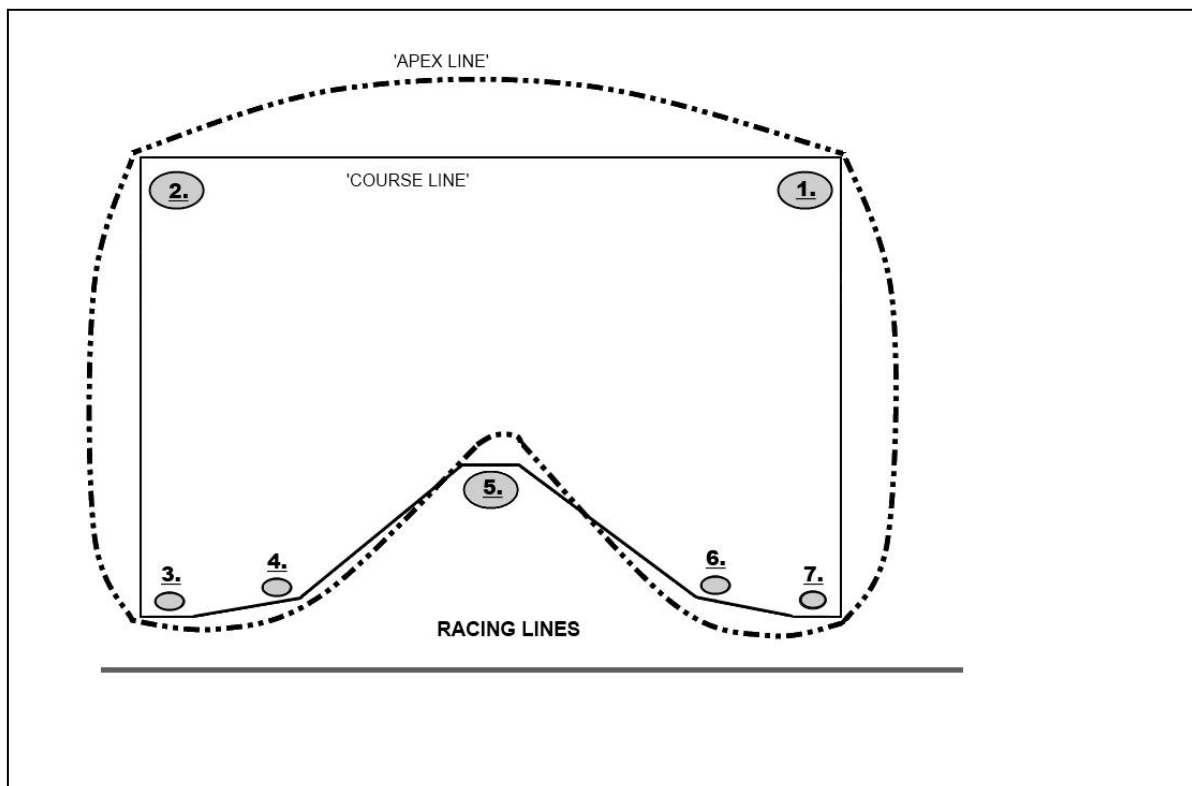 'APEX LINE'
'COURSE LINE'
2.
1.
5.
3.
4.
6.
7.
RACING LINES